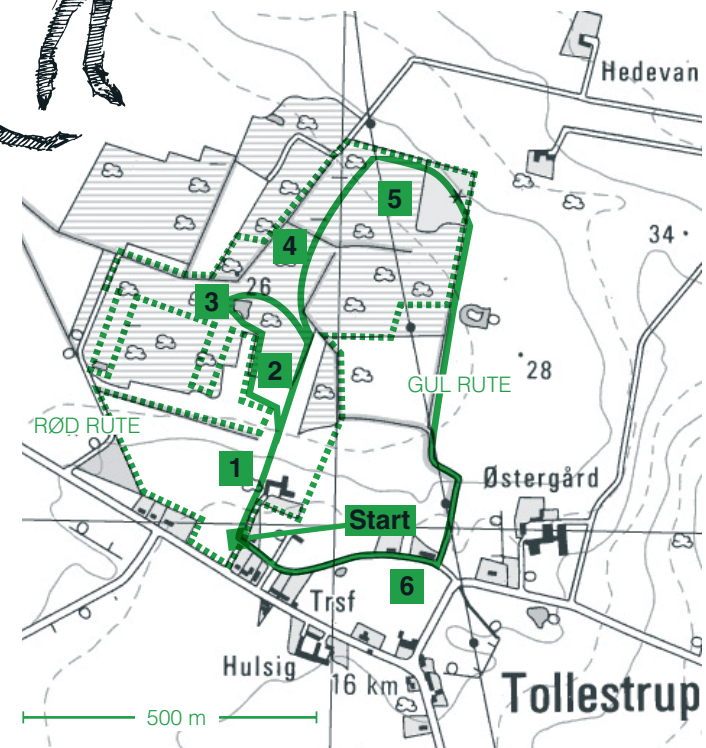 Hedevan
5
34
4
26
3
28
2
GUL RUTE
RØD RUTE
1
Østergård
Start
6
Trsf
Hulsig
16 km
Tollestrup
500 m